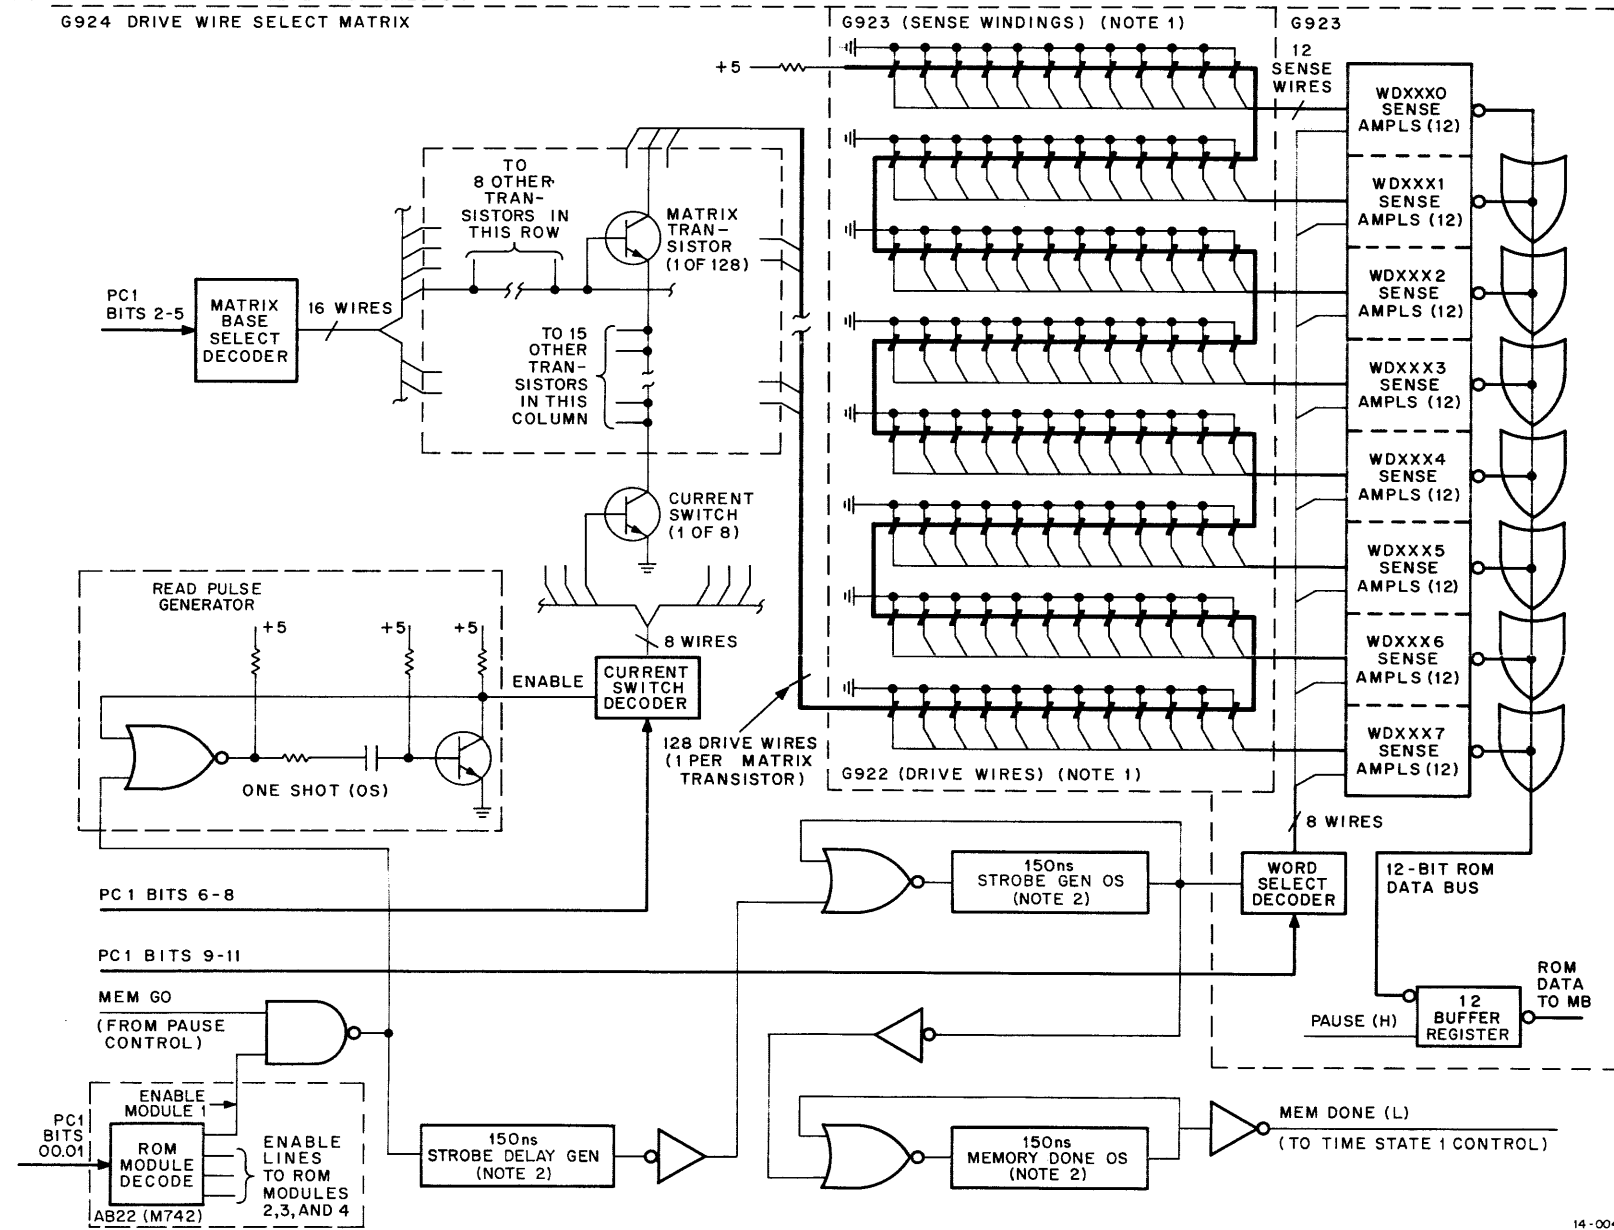 G924 DRIVE WIRE SELECT MATRIX
G923 (SENSE WINDINGS) (NOTE 1)
G923
12
SENSE
WIRES
+5
WDXXX0
SENSE
AMPLS (12)
WDXXX1
SENSE
AMPLS (12)
WDXXX2
SENSE
AMPLS (12)
WDXXX3
SENSE
AMPLS (12)
WDXXX4
SENSE
AMPLS (12)
WDXXX5
SENSE
AMPLS (12)
WDXXX6
SENSE
AMPLS (12)
WDXXX7
SENSE
AMPLS (12)
TO
8 OTHER
TRAN-
SISTORS IN
THIS ROW
MATRIX
TRAN-
SISTOR
(1 OF 128)
PC1
BITS 2-5
MATRIX
BASE
SELECT
DECODER
16 WIRES
TO 15
OTHER
TRAN-
SISTORS
IN THIS
COLUMN
CURRENT
SWITCH
(1 OF 8)
READ PULSE
GENERATOR
+5
+5
+5
8 WIRES
ENABLE
CURRENT
SWITCH
DECODER
ONE SHOT (OS)
128 DRIVE WIRES
(1 PER MATRIX
TRANSISTOR)
G922 (DRIVE WIRES) (NOTE 1)
8 WIRES
PC1 BITS 6-8
150ns
STROBE GEN OS
(NOTE 2)
WORD
SELECT
DECODER
12-BIT ROM
DATA BUS
PC1 BITS 9-11
MEM GO
(FROM PAUSE
CONTROL)
ROM
DATA
TO MB
PAUSE (H)
12
BUFFER
REGISTER
ENABLE
MODULE 1
PC1
BITS
00.01
ROM
MODULE
DECODE
ENABLE
LINES
TO ROM
MODULES
2,3, AND 4
AB22 (M742)
150ns
STROBE DELAY GEN
(NOTE 2)
150ns
MEMORY DONE OS
(NOTE 2)
MEM DONE (L)
(TO TIME STATE 1 CONTROL)